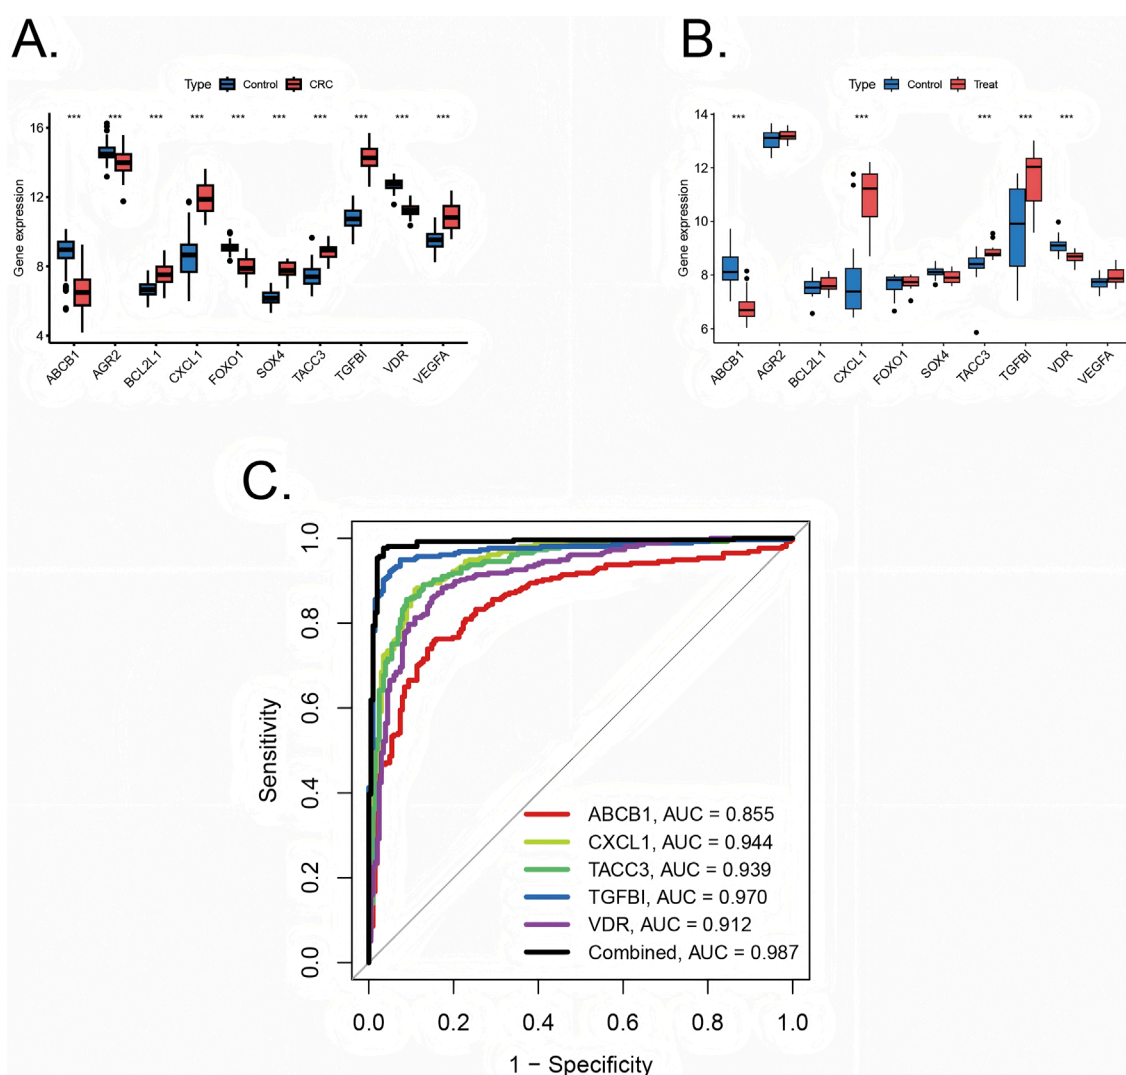 A.
Type Control CRC
Gene expression
16
12
8
4
*** *** *** *** *** *** *** *** *** ***
ABCB1 AGR2 BCL2L1 CXCL1 FOXO1 SOX4 TACC3 TGFBI VDR VEGFA
B.
Type Control Treat
Gene expression
14
12
10
8
6
*** *** *** *** ***
ABCB1 AGR2 BCL2L1 CXCL1 FOXO1 SOX4 TACC3 TGFBI VDR VEGFA
C.
Sensitivity
1.0
0.8
0.6
0.4
0.2
0.0
ABCB1, AUC = 0.855
CXCL1, AUC = 0.944
TACC3, AUC = 0.939
TGFBI, AUC = 0.970
VDR, AUC = 0.912
Combined, AUC = 0.987
0.0 0.2 0.4 0.6 0.8 1.0
1 − Specificity